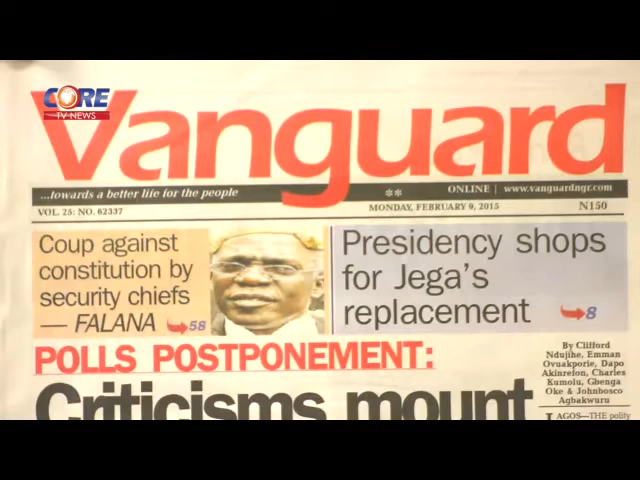 CORE
TV NEWS
Vanguard
...towards a better life for the people
** ONLINE | www.vanguardngr.com
VOL. 25: NO. 62337
MONDAY, FEBRUARY 9, 2015
N150
Coup against
constitution by
security chiefs
— FALANA 58
Presidency shops
for Jega's
replacement 8
POLLS POSTPONEMENT:
Criticisms mount
By Clifford
Ndujihe, Emman
Ovuakporie, Dapo
Akinrefon, Charles
Kumolu, Gbenga
Oke & Johnbosco
Agbakwuru
LAGOS—THE polity